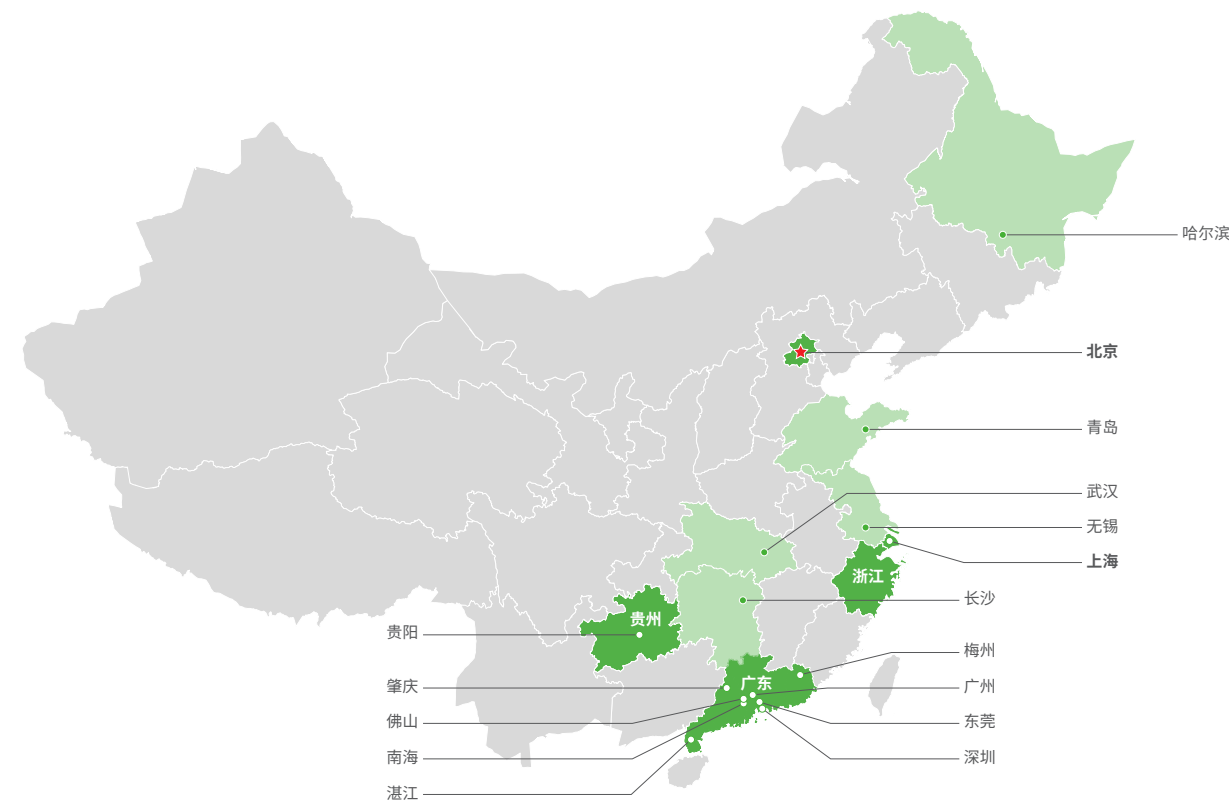 哈尔滨
北京
青岛
武汉
无锡
上海
浙江
长沙
贵州
贵阳
梅州
广东
肇庆
广州
佛山
东莞
南海
深圳
湛江